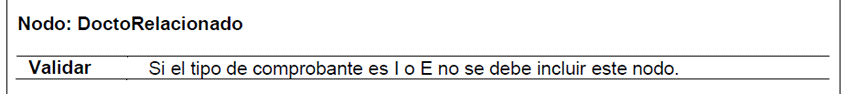 Nodo: DoctoRelacionado
Validar Si el tipo de comprobante es I o E no se debe incluir este nodo.